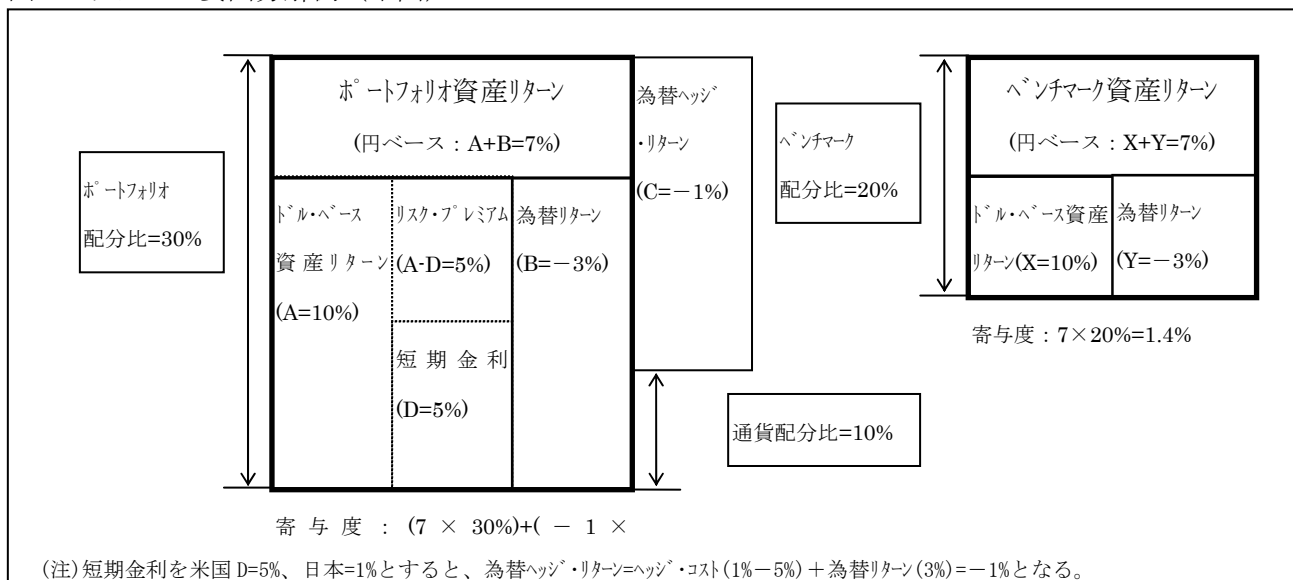 ポートフォリオ資産リターン
(円ベース：A+B=7%)
ポートフォリオ
配分比=30%
ドル・ベース
資産リターン
(A=10%)
リスク・プレミアム
(A-D=5%)
短期金利
(D=5%)
為替リターン
(B=－3%)
為替ヘッジ
・リターン
(C=－1%)
通貨配分比=10%
寄与度：(7×30%)+(－1×
ベンチマーク
配分比=20%
ベンチマーク資産リターン
(円ベース：X+Y=7%)
ドル・ベース資産
リターン(X=10%)
為替リターン
(Y=－3%)
寄与度：7×20%=1.4%
(注)短期金利を米国 D=5%、日本=1%とすると、為替ヘッジ・リターン=ヘッジ・コスト(1%－5%)＋為替リターン(3%)=－1%となる。